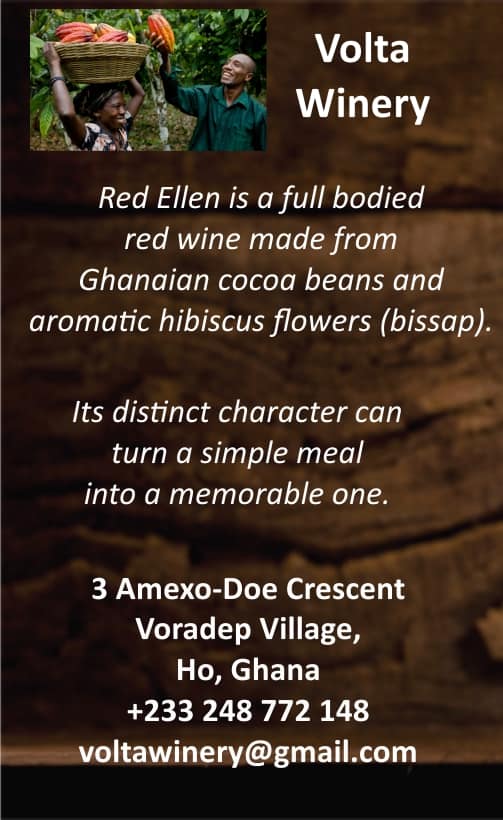 Volta
Winery
Red Ellen is a full bodied
red wine made from
Ghanaian cocoa beans and
aromatic hibiscus flowers (bissap).
Its distinct character can
turn a simple meal
into a memorable one.
3 Amexo-Doe Crescent
Voradep Village,
Ho, Ghana
+233 248 772 148
voltawinery@gmail.com